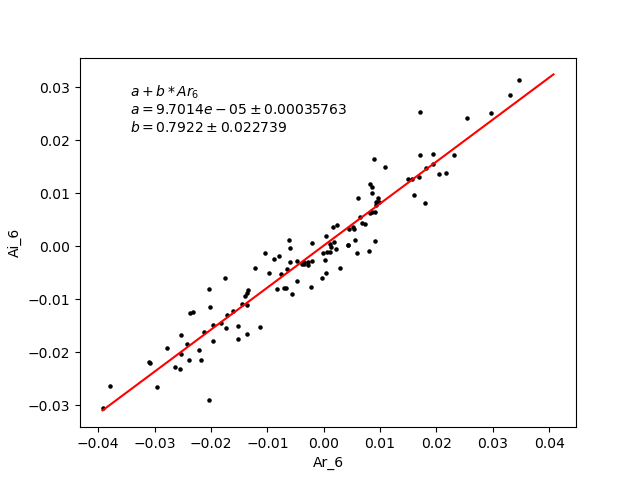 a + b * Ar_6
a = 9.7014e − 05 ± 0.00035763
b = 0.7922 ± 0.022739
0.03
0.02
0.01
0.00
−0.01
−0.02
−0.03
Ai_6
−0.04 −0.03 −0.02 −0.01 0.00 0.01 0.02 0.03 0.04
Ar_6